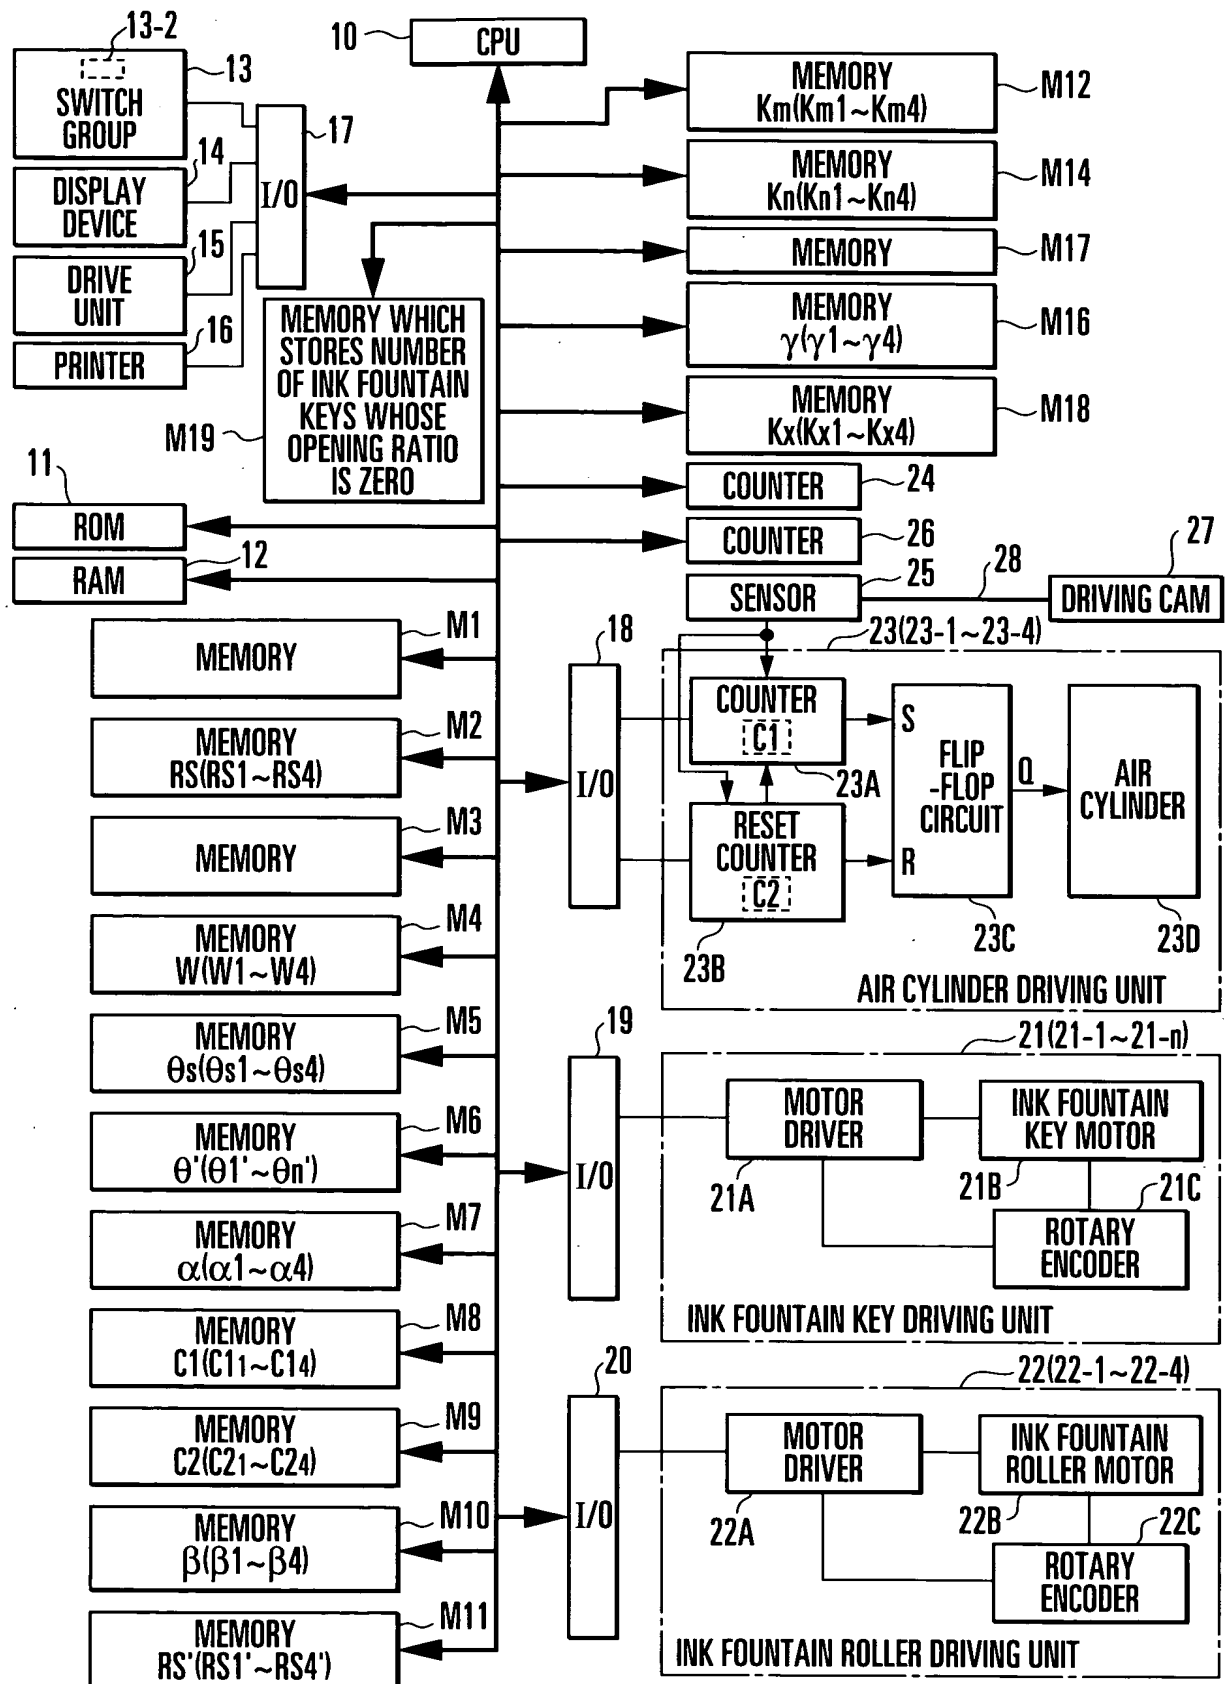 13-2
13
SWITCH
GROUP
14
DISPLAY
DEVICE
15
DRIVE
UNIT
16
PRINTER
17
I/O
10
CPU
MEMORY WHICH
STORES NUMBER
OF INK FOUNTAIN
KEYS WHOSE
OPENING RATIO
IS ZERO
M19
11
ROM
12
RAM
MEMORY
Km(Km1~Km4)
M12
MEMORY
Kn(Kn1~Kn4)
M14
MEMORY
M17
MEMORY
γ(γ1~γ4)
M16
MEMORY
Kx(Kx1~Kx4)
M18
COUNTER
24
COUNTER
26
SENSOR
25
28
27
DRIVING CAM
MEMORY
M1
MEMORY
RS(RS1~RS4)
M2
MEMORY
M3
MEMORY
W(W1~W4)
M4
MEMORY
θs(θs1~θs4)
M5
MEMORY
θ'(θ1'~θn')
M6
MEMORY
α(α1~α4)
M7
MEMORY
C1(C11~C14)
M8
MEMORY
C2(C21~C24)
M9
MEMORY
β(β1~β4)
M10
MEMORY
RS'(RS1'~RS4')
M11
18
I/O
23(23-1~23-4)
COUNTER
C1
23A
RESET
COUNTER
C2
23B
S
R
FLIP
-FLOP
CIRCUIT
Q
23C
AIR
CYLINDER
23D
AIR CYLINDER DRIVING UNIT
19
I/O
21(21-1~21-n)
MOTOR
DRIVER
21A
INK FOUNTAIN
KEY MOTOR
21B
21C
ROTARY
ENCODER
INK FOUNTAIN KEY DRIVING UNIT
20
I/O
22(22-1~22-4)
MOTOR
DRIVER
22A
INK FOUNTAIN
ROLLER MOTOR
22B
22C
ROTARY
ENCODER
INK FOUNTAIN ROLLER DRIVING UNIT